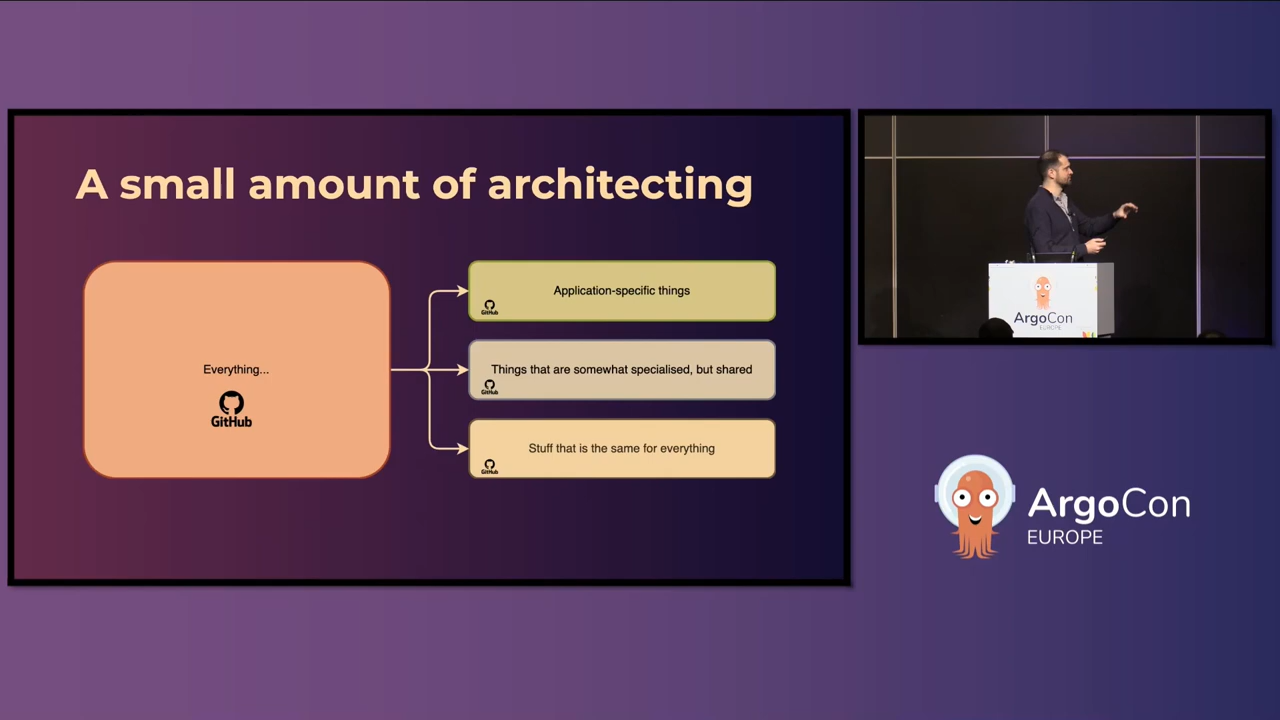 A small amount of architecting
Everything...
GitHub
Application-specific things
GitHub
Things that are somewhat specialised, but shared
GitHub
Stuff that is the same for everything
GitHub
ArgoCon
EUROPE
ArgoCon
EUROPE